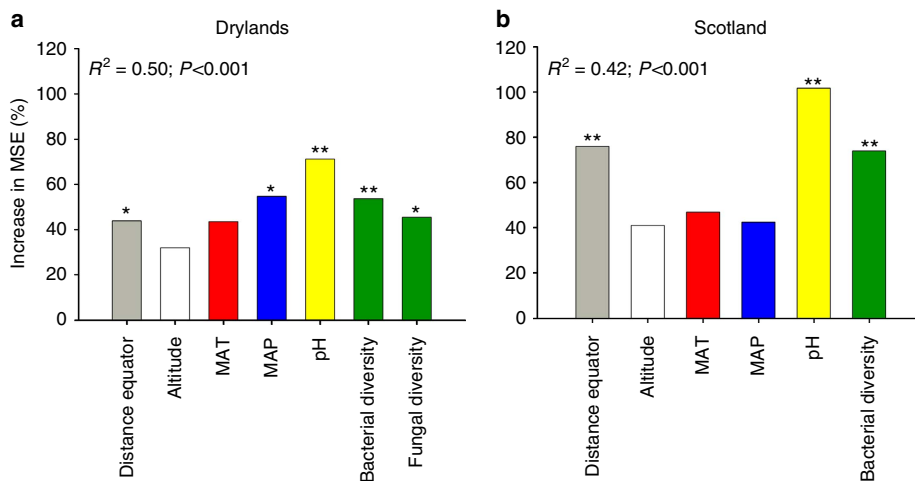 a
Drylands
R² = 0.50; P<0.001
Increase in MSE (%)
120
100
80
60
40
20
0
*
*
**
**
*
Distance equator
Altitude
MAT
MAP
pH
Bacterial diversity
Fungal diversity
b
Scotland
R² = 0.42; P<0.001
120
100
80
60
40
20
0
**
**
**
Distance equator
Altitude
MAT
MAP
pH
Bacterial diversity